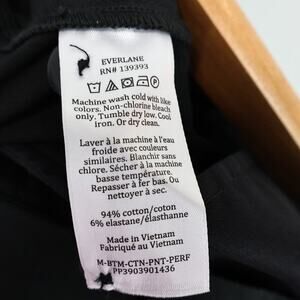 EVERLANE
RN# 139393
Machine wash cold with like
colors. Non-chlorine bleach
only. Tumble dry low. Cool
iron. Or dry clean.
Laver à la machine à l'eau
froide avec couleurs
similaires. Blanchir sans
chlore. Sécher à la machine
basse température.
Repasser à fer bas. Ou
nettoyer à sec.
94% cotton/coton
6% elastane/élasthanne
Made in Vietnam
Fabriqué au Vietnam
M-BTM-CTN-PNT-PERF
PP3903901436